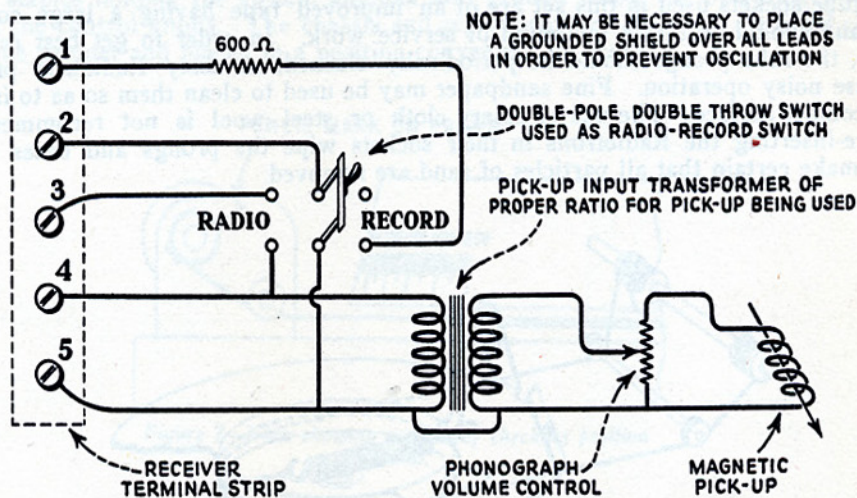 1
600 Ω
NOTE: IT MAY BE NECESSARY TO PLACE
A GROUNDED SHIELD OVER ALL LEADS
IN ORDER TO PREVENT OSCILLATION
2
DOUBLE-POLE DOUBLE THROW SWITCH
USED AS RADIO-RECORD SWITCH
3
RADIO
RECORD
PICK-UP INPUT TRANSFORMER OF
PROPER RATIO FOR PICK-UP BEING USED
4
5
RECEIVER
TERMINAL STRIP
PHONOGRAPH
VOLUME CONTROL
MAGNETIC
PICK-UP